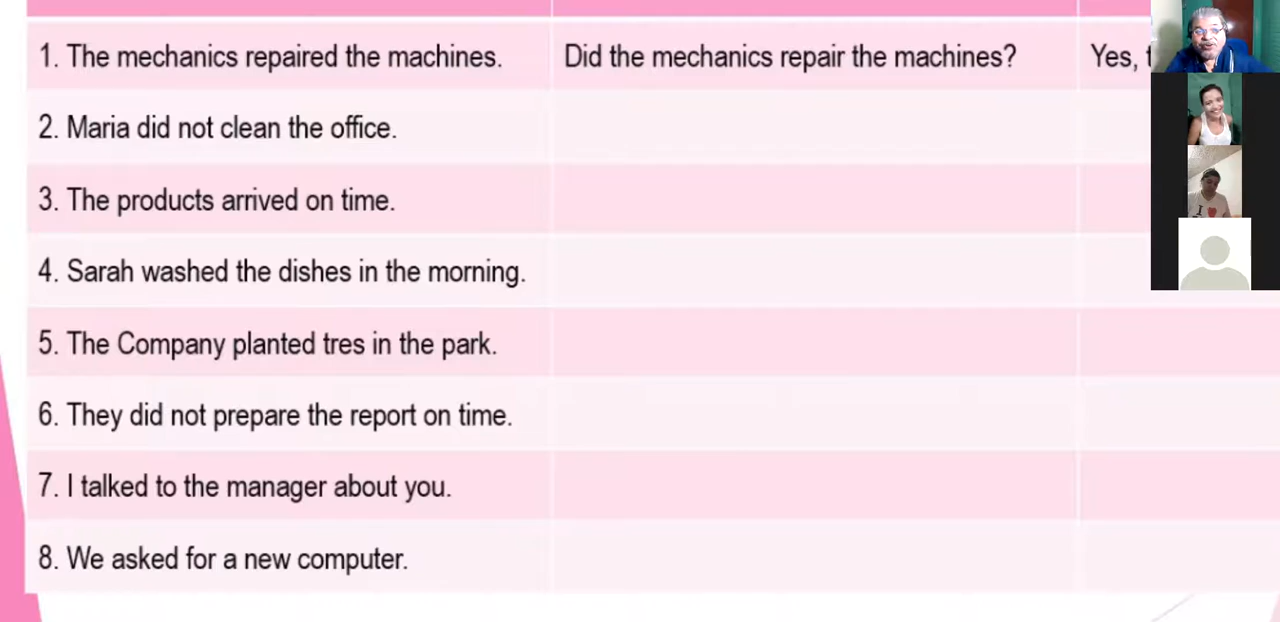 1. The mechanics repaired the machines. Did the mechanics repair the machines? Yes,
2. Maria did not clean the office.
3. The products arrived on time.
4. Sarah washed the dishes in the morning.
5. The Company planted tres in the park.
6. They did not prepare the report on time.
7. I talked to the manager about you.
8. We asked for a new computer.
I